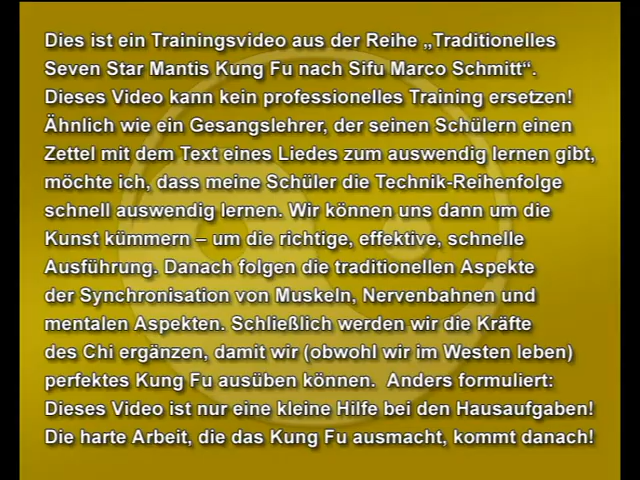 Dies ist ein Trainingsvideo aus der Reihe „Traditionelles
Seven Star Mantis Kung Fu nach Sifu Marco Schmitt“.
Dieses Video kann kein professionelles Training ersetzen!
Ähnlich wie ein Gesangslehrer, der seinen Schülern einen
Zettel mit dem Text eines Liedes zum auswendig lernen gibt,
möchte ich, dass meine Schüler die Technik-Reihenfolge
schnell auswendig lernen. Wir können uns dann um die
Kunst kümmern – um die richtige, effektive, schnelle
Ausführung. Danach folgen die traditionellen Aspekte
der Synchronisation von Muskeln, Nervenbahnen und
mentalen Aspekten. Schließlich werden wir die Kräfte
des Chi ergänzen, damit wir (obwohl wir im Westen leben)
perfektes Kung Fu ausüben können. Anders formuliert:
Dieses Video ist nur eine kleine Hilfe bei den Hausaufgaben!
Die harte Arbeit, die das Kung Fu ausmacht, kommt danach!